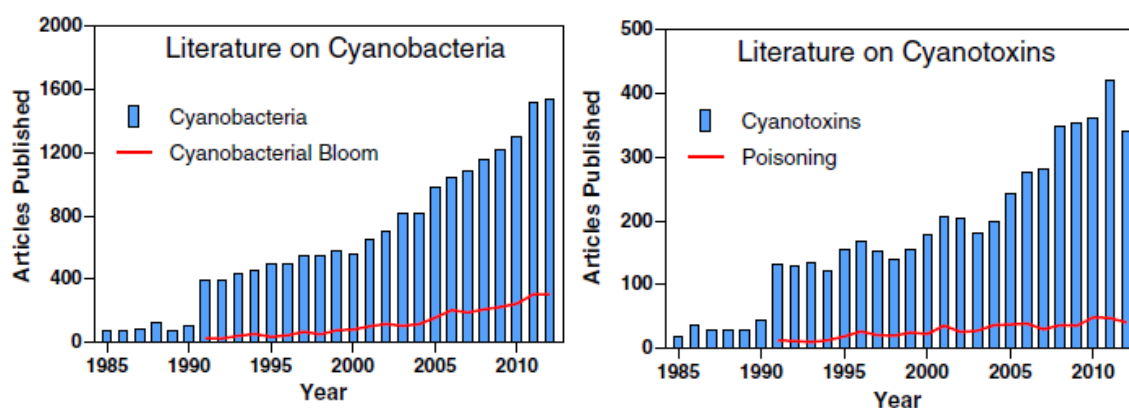 Literature on Cyanobacteria
Cyanobacteria
Cyanobacterial Bloom
Articles Published
2000
1600
1200
800
400
0
1985
1990
1995
2000
2005
2010
Year
Literature on Cyanotoxins
Cyanotoxins
Poisoning
Articles Published
500
400
300
200
100
0
1985
1990
1995
2000
2005
2010
Year